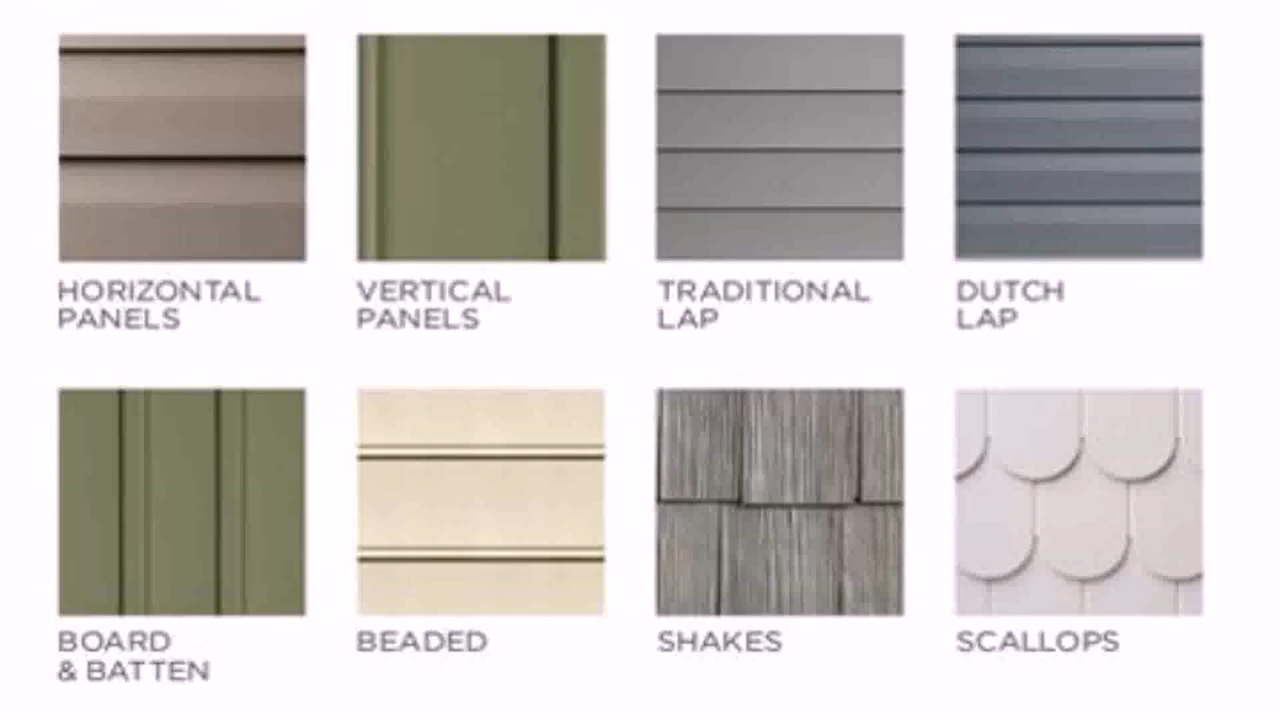 HORIZONTAL
PANELS
VERTICAL
PANELS
TRADITIONAL
LAP
DUTCH
LAP
BOARD
& BATTEN
BEADED
SHAKES
SCALLOPS